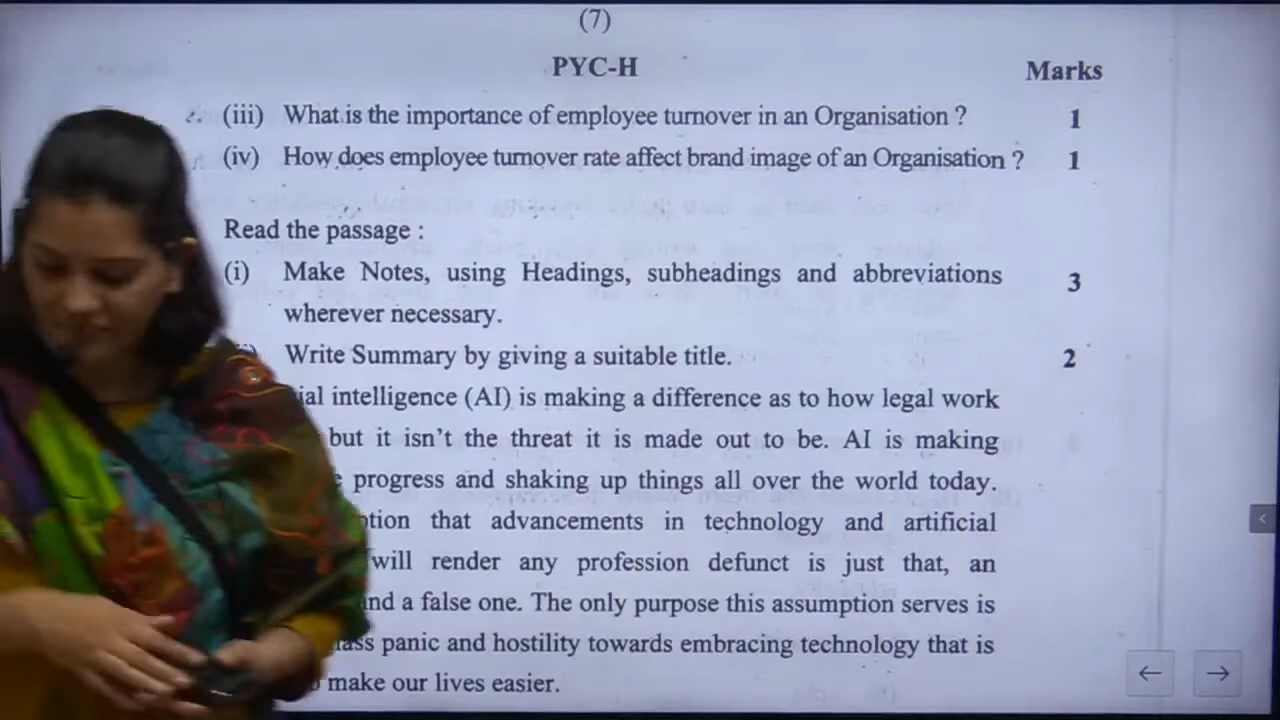 (7)
PYC-H
Marks
(iii) What is the importance of employee turnover in an Organisation ? 1
(iv) How does employee turnover rate affect brand image of an Organisation ? 1
Read the passage :
(i) Make Notes, using Headings, subheadings and abbreviations 3
wherever necessary.
Write Summary by giving a suitable title. 2
intelligence (AI) is making a difference as to how legal work
but it isn't the threat it is made out to be. AI is making
progress and shaking up things all over the world today.
that advancements in technology and artificial
will render any profession defunct is just that, an
and a false one. The only purpose this assumption serves is
panic and hostility towards embracing technology that is
make our lives easier.